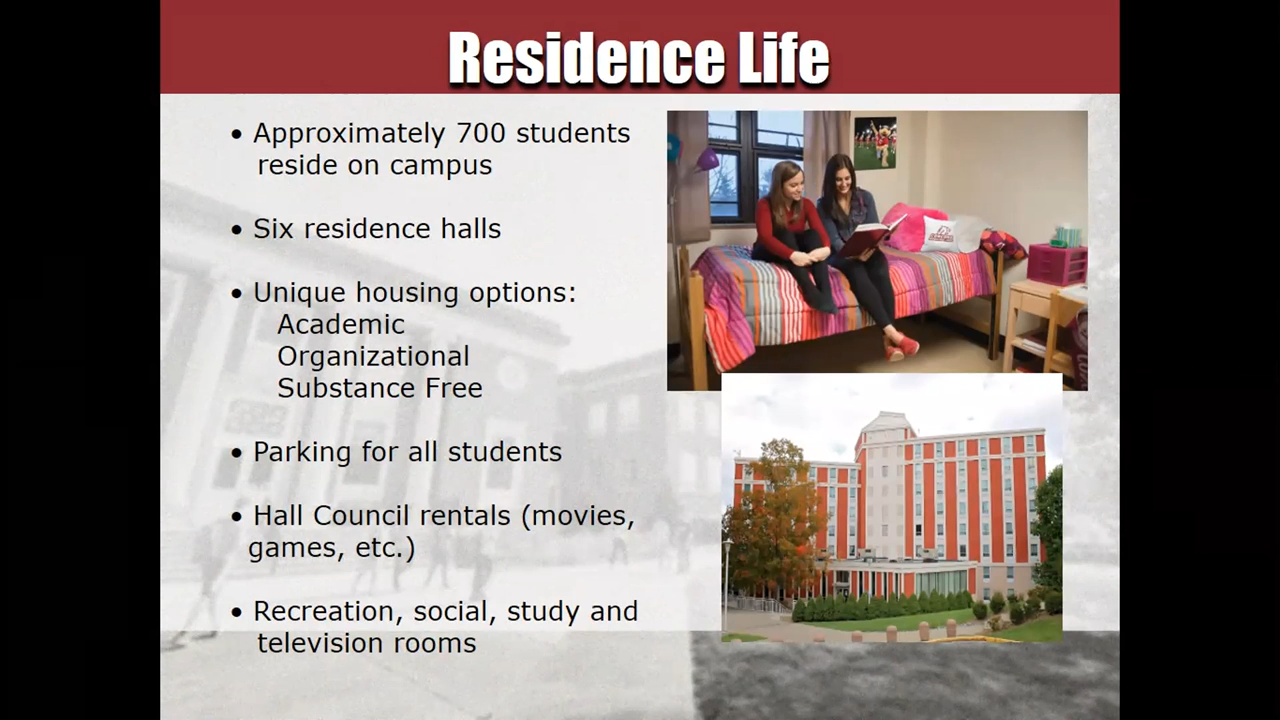 Residence Life
• Approximately 700 students
reside on campus
• Six residence halls
• Unique housing options:
Academic
Organizational
Substance Free
• Parking for all students
• Hall Council rentals (movies,
games, etc.)
• Recreation, social, study and
television rooms